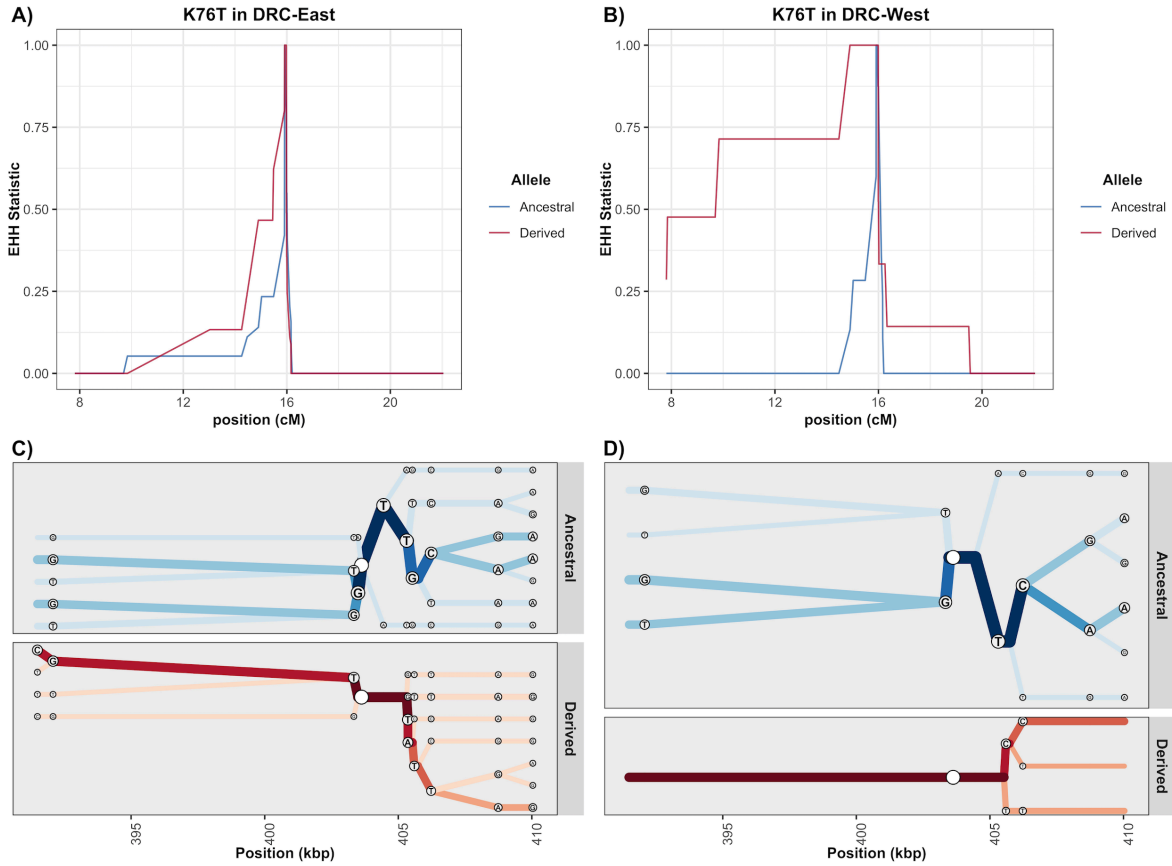 A) K76T in DRC-East
1.00
0.75
0.50
0.25
0.00
EHH Statistic
8 12 16 20
position (cM)
Allele
Ancestral
Derived
B) K76T in DRC-West
1.00
0.75
0.50
0.25
0.00
EHH Statistic
8 12 16 20
position (cM)
Allele
Ancestral
Derived
C)
G
T
G
T
T
G
G
T
T
G
C
T
C
T
G
A
A
A
A
A
G
A
A
A
Ancestral
C
G
T
T
T
A
T
T
G
A
G
Derived
395
400
405
410
Position (kbp)
D)
G
T
G
T
T
G
T
C
G
A
A
G
A
Ancestral
C
C
T
T
T
Derived
395
400
405
410
Position (kbp)